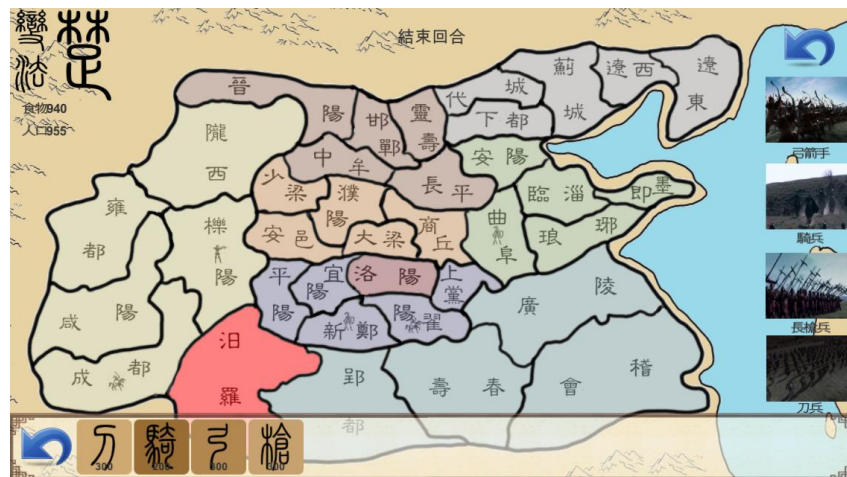 變法
楚
食物940
人口955
結束回合
晉陽
邯鄲
靈壽
代城
薊城
遼西
遼東
下都
安陽
隴西
中牟
長平
少梁
濮陽
臨淄
即墨
雍都
櫟陽
安邑
大梁
商丘
曲阜
琅琊
平陽
宜陽
洛陽
上黨
廣陵
咸陽
新鄭
陽翟
成都
汨羅
郢都
壽春
會稽
弓箭手
騎兵
長槍兵
刀兵
刀
300
騎
200
弓
300
槍
300